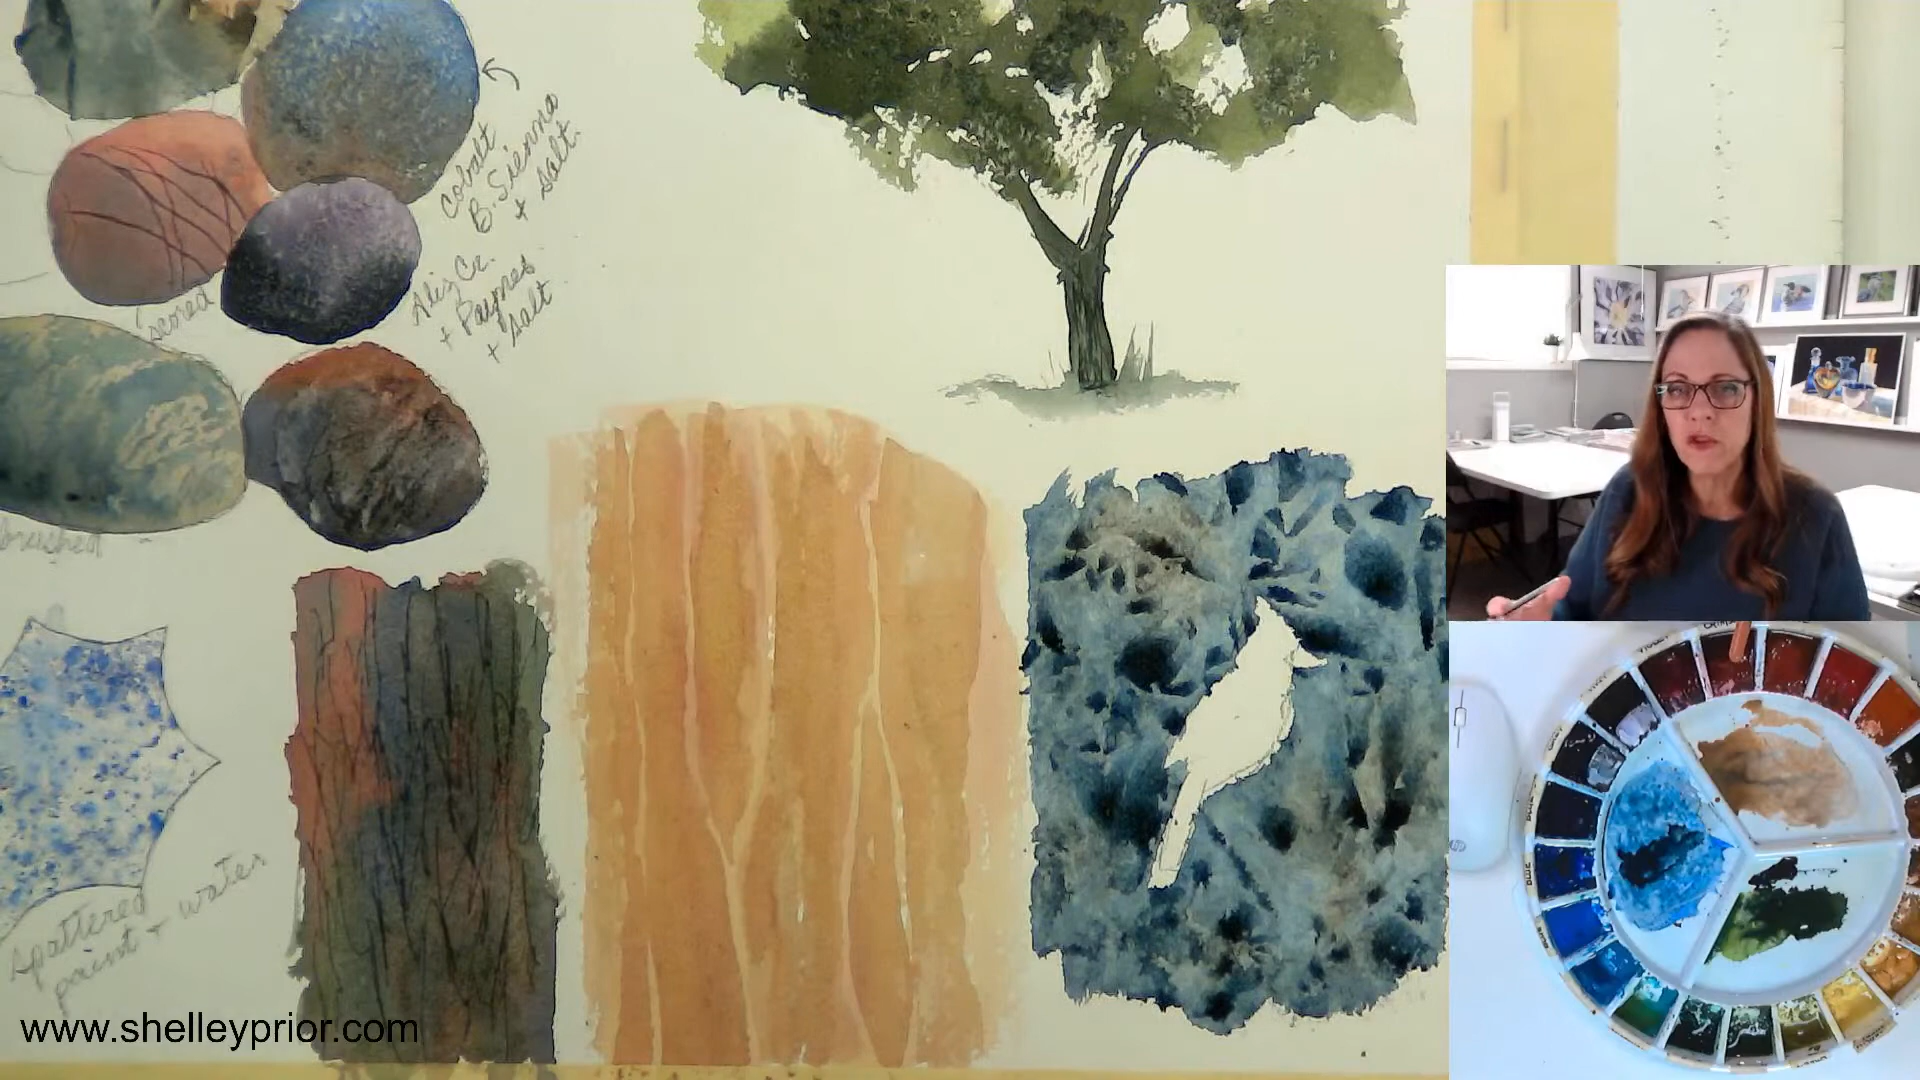 cobalt
B. Sienna
+ salt.
Aliz Cr.
+ Paynes
+ salt
scored
brushed
spattered
paint + water
www.shelleyprior.com